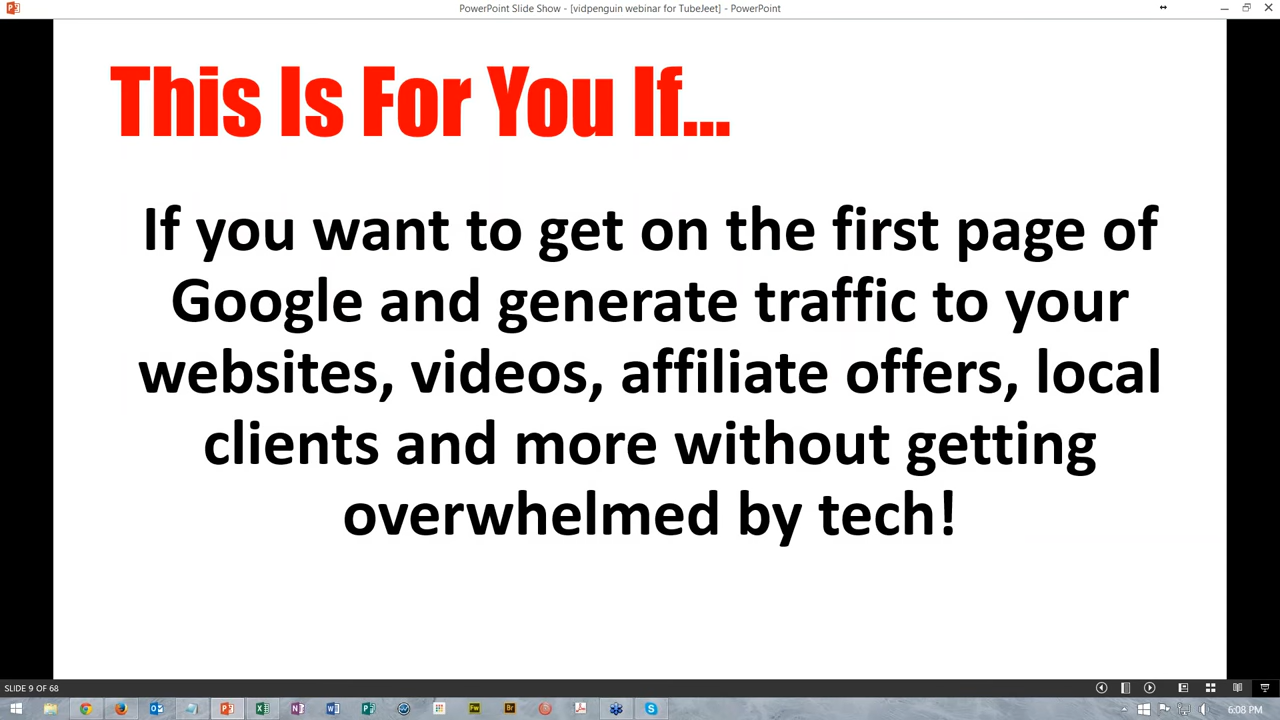 PowerPoint Slide Show - [vidpenguin webinar for TubeJeet] - PowerPoint
This Is For You If...
If you want to get on the first page of
Google and generate traffic to your
websites, videos, affiliate offers, local
clients and more without getting
overwhelmed by tech!
SLIDE 9 OF 68
6:08 PM